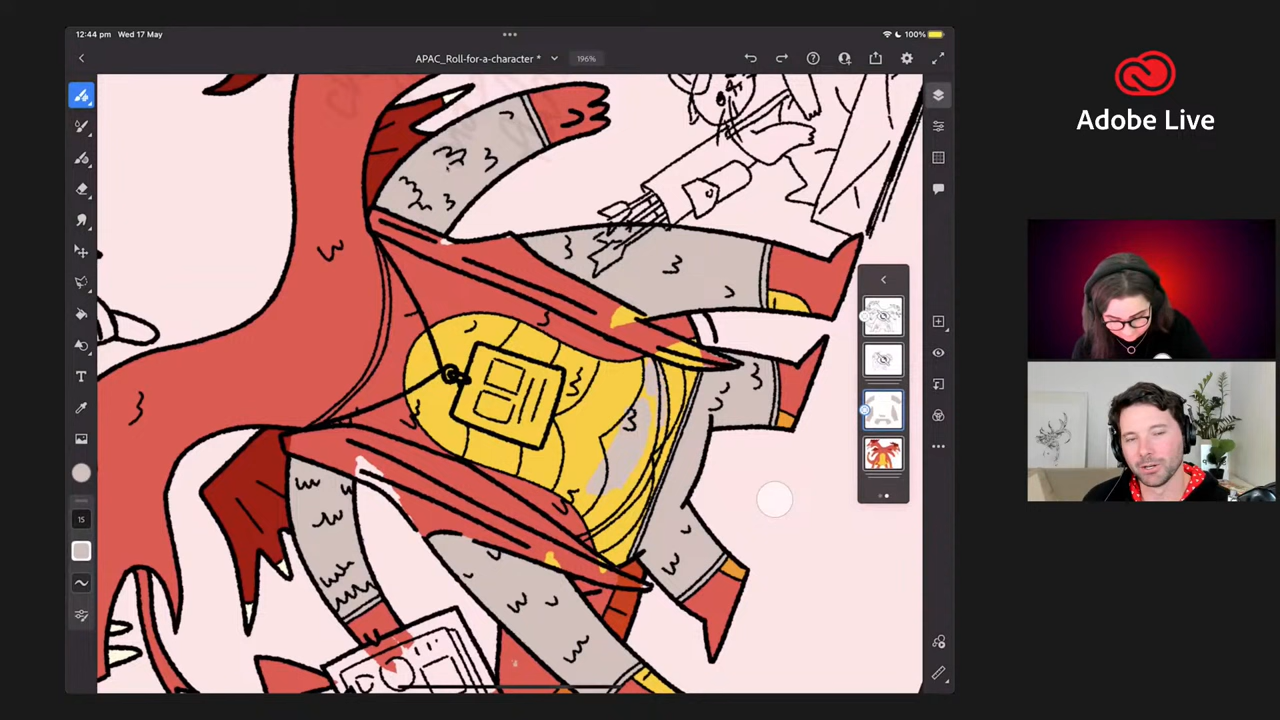 12:44 pm Wed 17 May
100%
APAC_Roll-for-a-character *
196%
Adobe Live
15